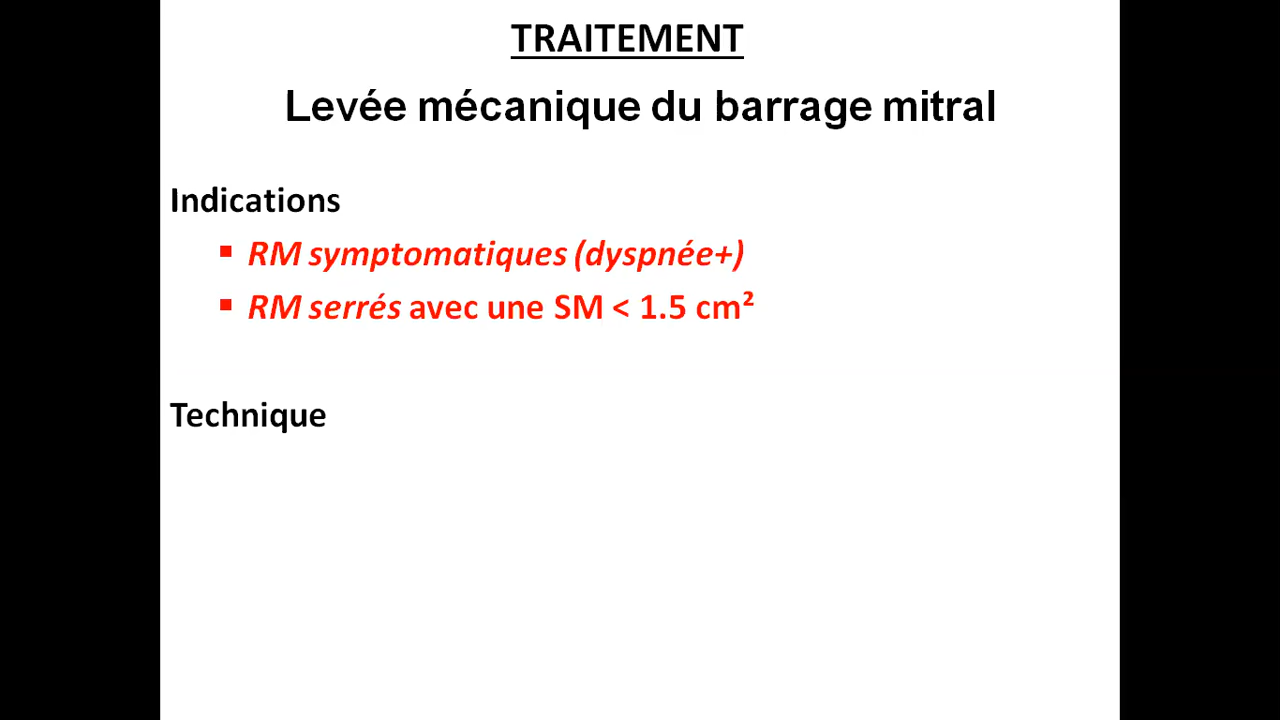 TRAITEMENT
Levée mécanique du barrage mitral
Indications
▪ RM symptomatiques (dyspnée+)
▪ RM serrés avec une SM < 1.5 cm²
Technique